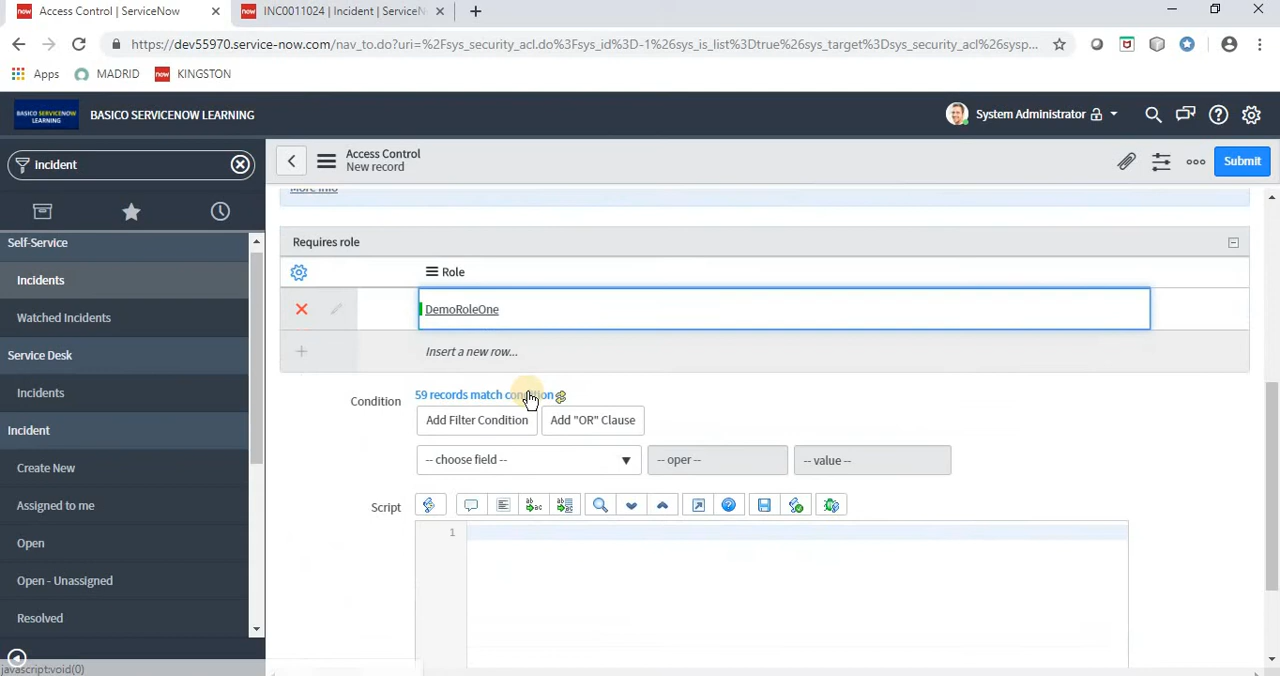 Access Control | ServiceNow
INC0011024 | Incident | ServiceN
https://dev55970.service-now.com/nav_to.do?uri=%2Fsys_security_acl.do%3Fsys_id%3D-1%26sys_is_list%3Dtrue%26sys_target%3Dsys_security_acl%26sysp...
Apps
MADRID
now
KINGSTON
BASICO SERVICENOW LEARNING
BASICO SERVICENOW LEARNING
System Administrator
Incident
Access Control
New record
Submit
More info
Self-Service
Incidents
Watched Incidents
Service Desk
Incidents
Incident
Create New
Assigned to me
Open
Open - Unassigned
Resolved
Requires role
Role
DemoRoleOne
Insert a new row...
Condition
59 records match condition
Add Filter Condition
Add "OR" Clause
-- choose field --
-- oper --
-- value --
Script
1
javascript:void(0)